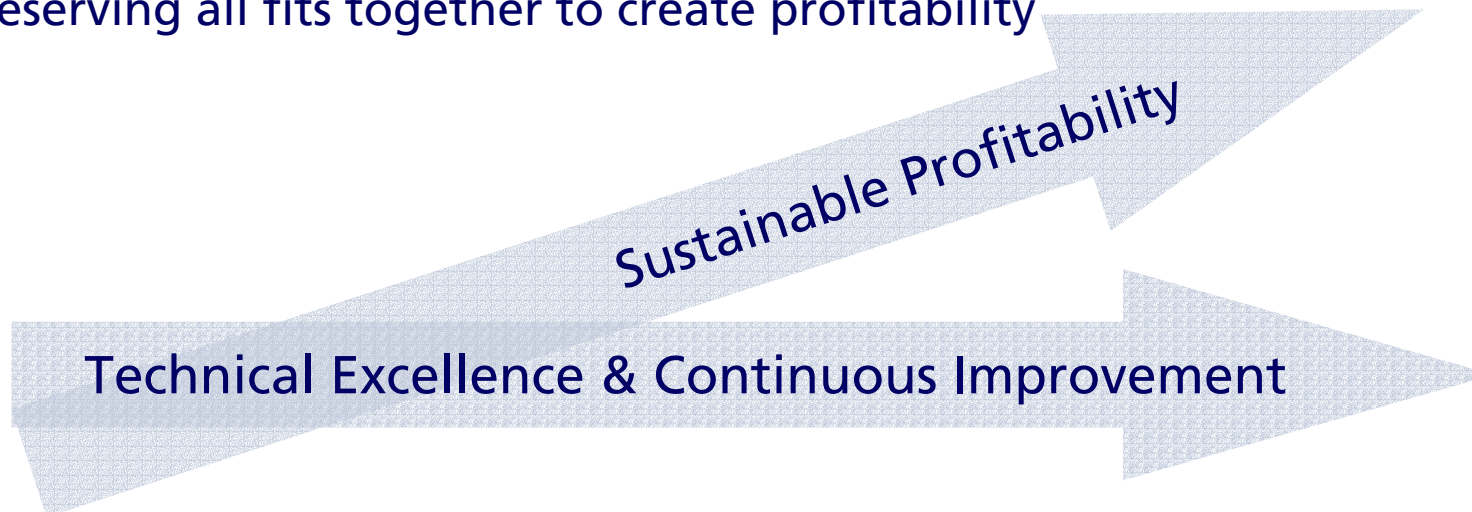 eserving all fits together to create profitability
Sustainable Profitability
Technical Excellence & Continuous Improvement